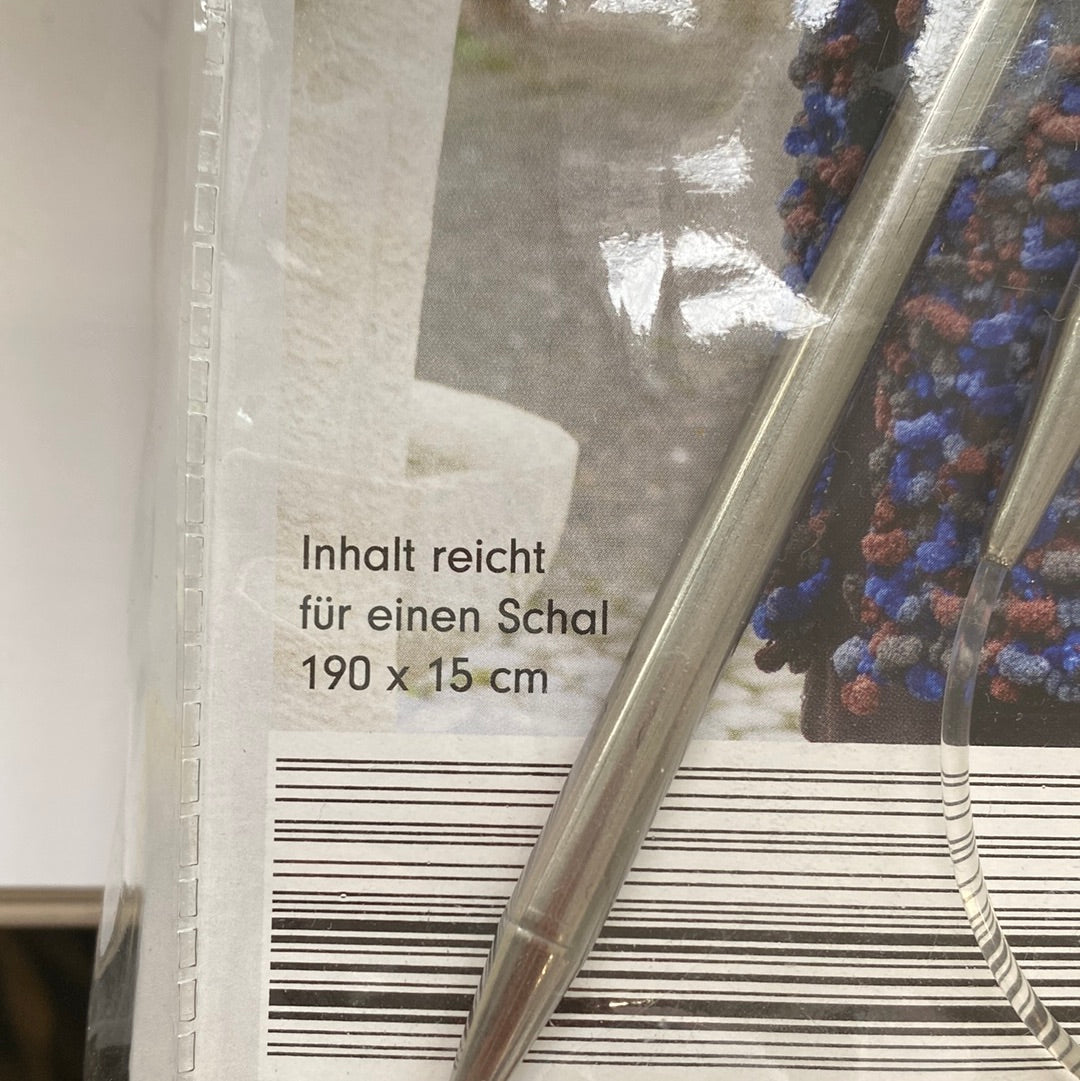 Inhalt reicht
für einen Schal
190 x 15 cm